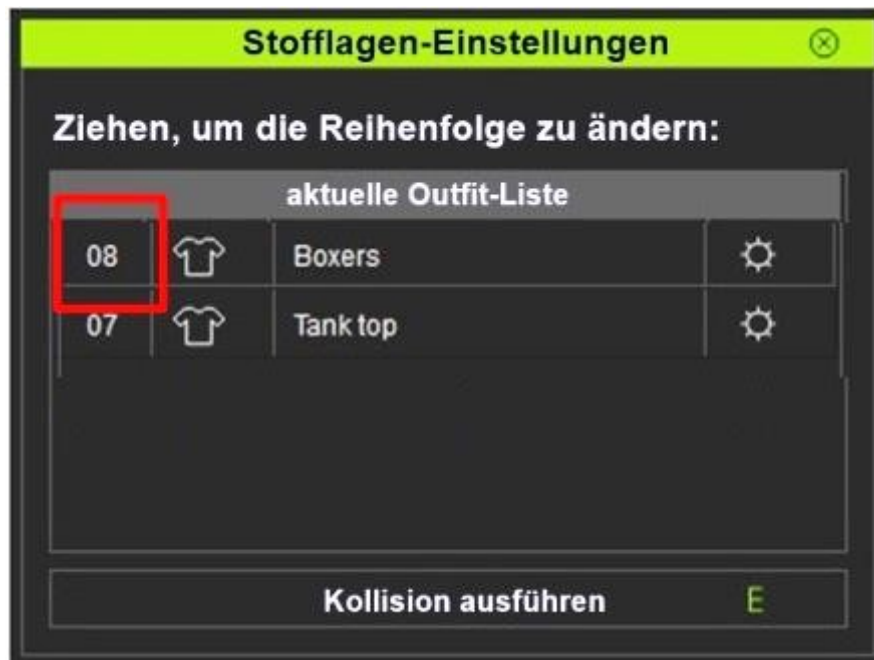 Stofflagen-Einstellungen
Ziehen, um die Reihenfolge zu ändern:
aktuelle Outfit-Liste
08 Boxers
07 Tank top
Kollision ausführen E